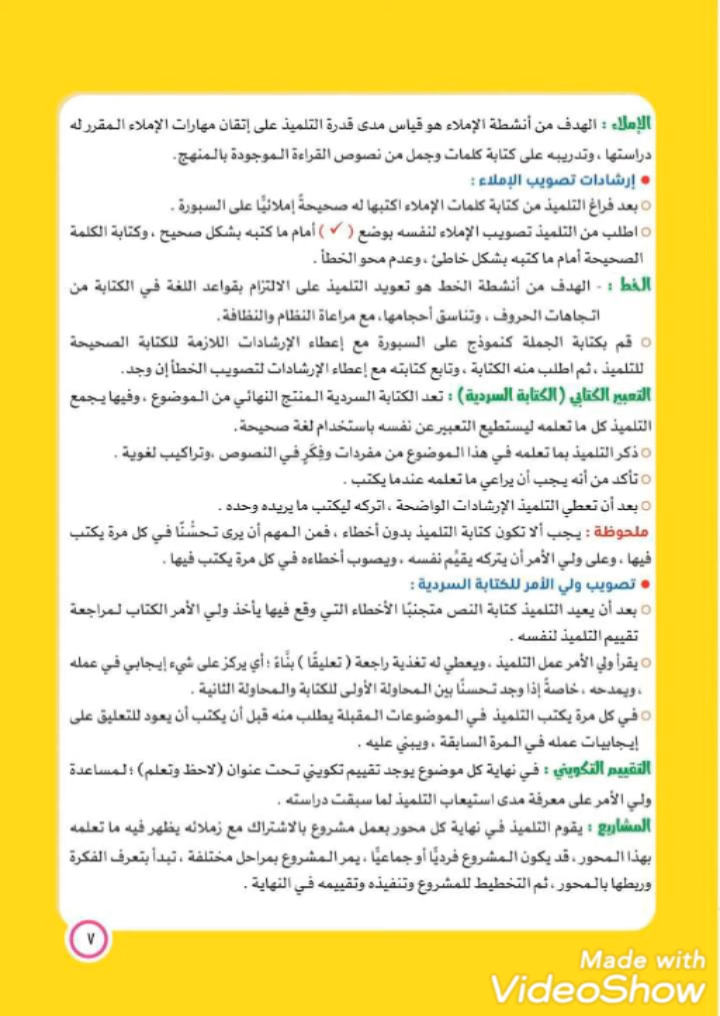 الإملاء : الهدف من أنشطة الإملاء هو قياس مدى قدرة التلميذ على إتقان مهارات الإملاء المقرر له
دراستها ، وتدريبه على كتابة كلمات وجمل من نصوص القراءة الموجودة بالمنهج.
● إرشادات تصويب الإملاء :
○ بعد فراغ التلميذ من كتابة كلمات الإملاء اكتبها له صحيحةً إملائيًّا على السبورة .
○ اطلب من التلميذ تصويب الإملاء لنفسه بوضع ( ✓ ) أمام ما كتبه بشكل صحيح ، وكتابة الكلمة
الصحيحة أمام ما كتبه بشكل خاطئ ، وعدم محو الخطأ .
الخط : - الهدف من أنشطة الخط هو تعويد التلميذ على الالتزام بقواعد اللغة في الكتابة من
اتجاهات الحروف ، وتناسق أحجامها، مع مراعاة النظام والنظافة.
○ قم بكتابة الجملة كنموذج على السبورة مع إعطاء الإرشادات اللازمة للكتابة الصحيحة
للتلميذ ، ثم اطلب منه الكتابة ، وتابع كتابته مع إعطاء الإرشادات لتصويب الخطأ إن وجد.
التعبير الكتابي (الكتابة السردية) : تعد الكتابة السردية المنتج النهائي من الموضوع ، وفيها يجمع
التلميذ كل ما تعلمه ليستطيع التعبير عن نفسه باستخدام لغة صحيحة.
○ ذكر التلميذ بما تعلمه في هذا الموضوع من مفردات وفِكَرٍ في النصوص ،وتراكيب لغوية .
○ تأكد من أنه يجب أن يراعي ما تعلمه عندما يكتب .
○ بعد أن تعطي التلميذ الإرشادات الواضحة ، اتركه ليكتب ما يريده وحده .
ملحوظة : يجب ألا تكون كتابة التلميذ بدون أخطاء ، فمن المهم أن يرى تحسُّنًا في كل مرة يكتب
فيها ، وعلى ولي الأمر أن يتركه يقيِّم نفسه ، ويصوب أخطاءه في كل مرة يكتب فيها .
● تصويب ولي الأمر للكتابة السردية :
○ بعد أن يعيد التلميذ كتابة النص متجنبًا الأخطاء التي وقع فيها يأخذ ولي الأمر الكتاب لمراجعة
تقييم التلميذ لنفسه .
○ يقرأ ولي الأمر عمل التلميذ ، ويعطي له تغذية راجعة ( تعليقًا ) بنَّاءً ؛ أي يركز على شيء إيجابي في عمله
، ويمدحه ، خاصةً إذا وجد تحسنًا بين المحاولة الأولى للكتابة والمحاولة الثانية .
○ في كل مرة يكتب التلميذ في الموضوعات المقبلة يطلب منه قبل أن يكتب أن يعود للتعليق على
إيجابيات عمله في المرة السابقة ، ويبني عليه .
التقييم التكويني : في نهاية كل موضوع يوجد تقييم تكويني تحت عنوان (لاحظ وتعلم) ؛ لمساعدة
ولي الأمر على معرفة مدى استيعاب التلميذ لما سبقت دراسته .
المشاريع : يقوم التلميذ في نهاية كل محور بعمل مشروع بالاشتراك مع زملائه يظهر فيه ما تعلمه
بهذا المحور ، قد يكون المشروع فرديًّا أو جماعيًّا ، يمر المشروع بمراحل مختلفة ، تبدأ بتعرف الفكرة
وربطها بالمحور ، ثم التخطيط للمشروع وتنفيذه وتقييمه في النهاية .
٧
Made with
VideoShow